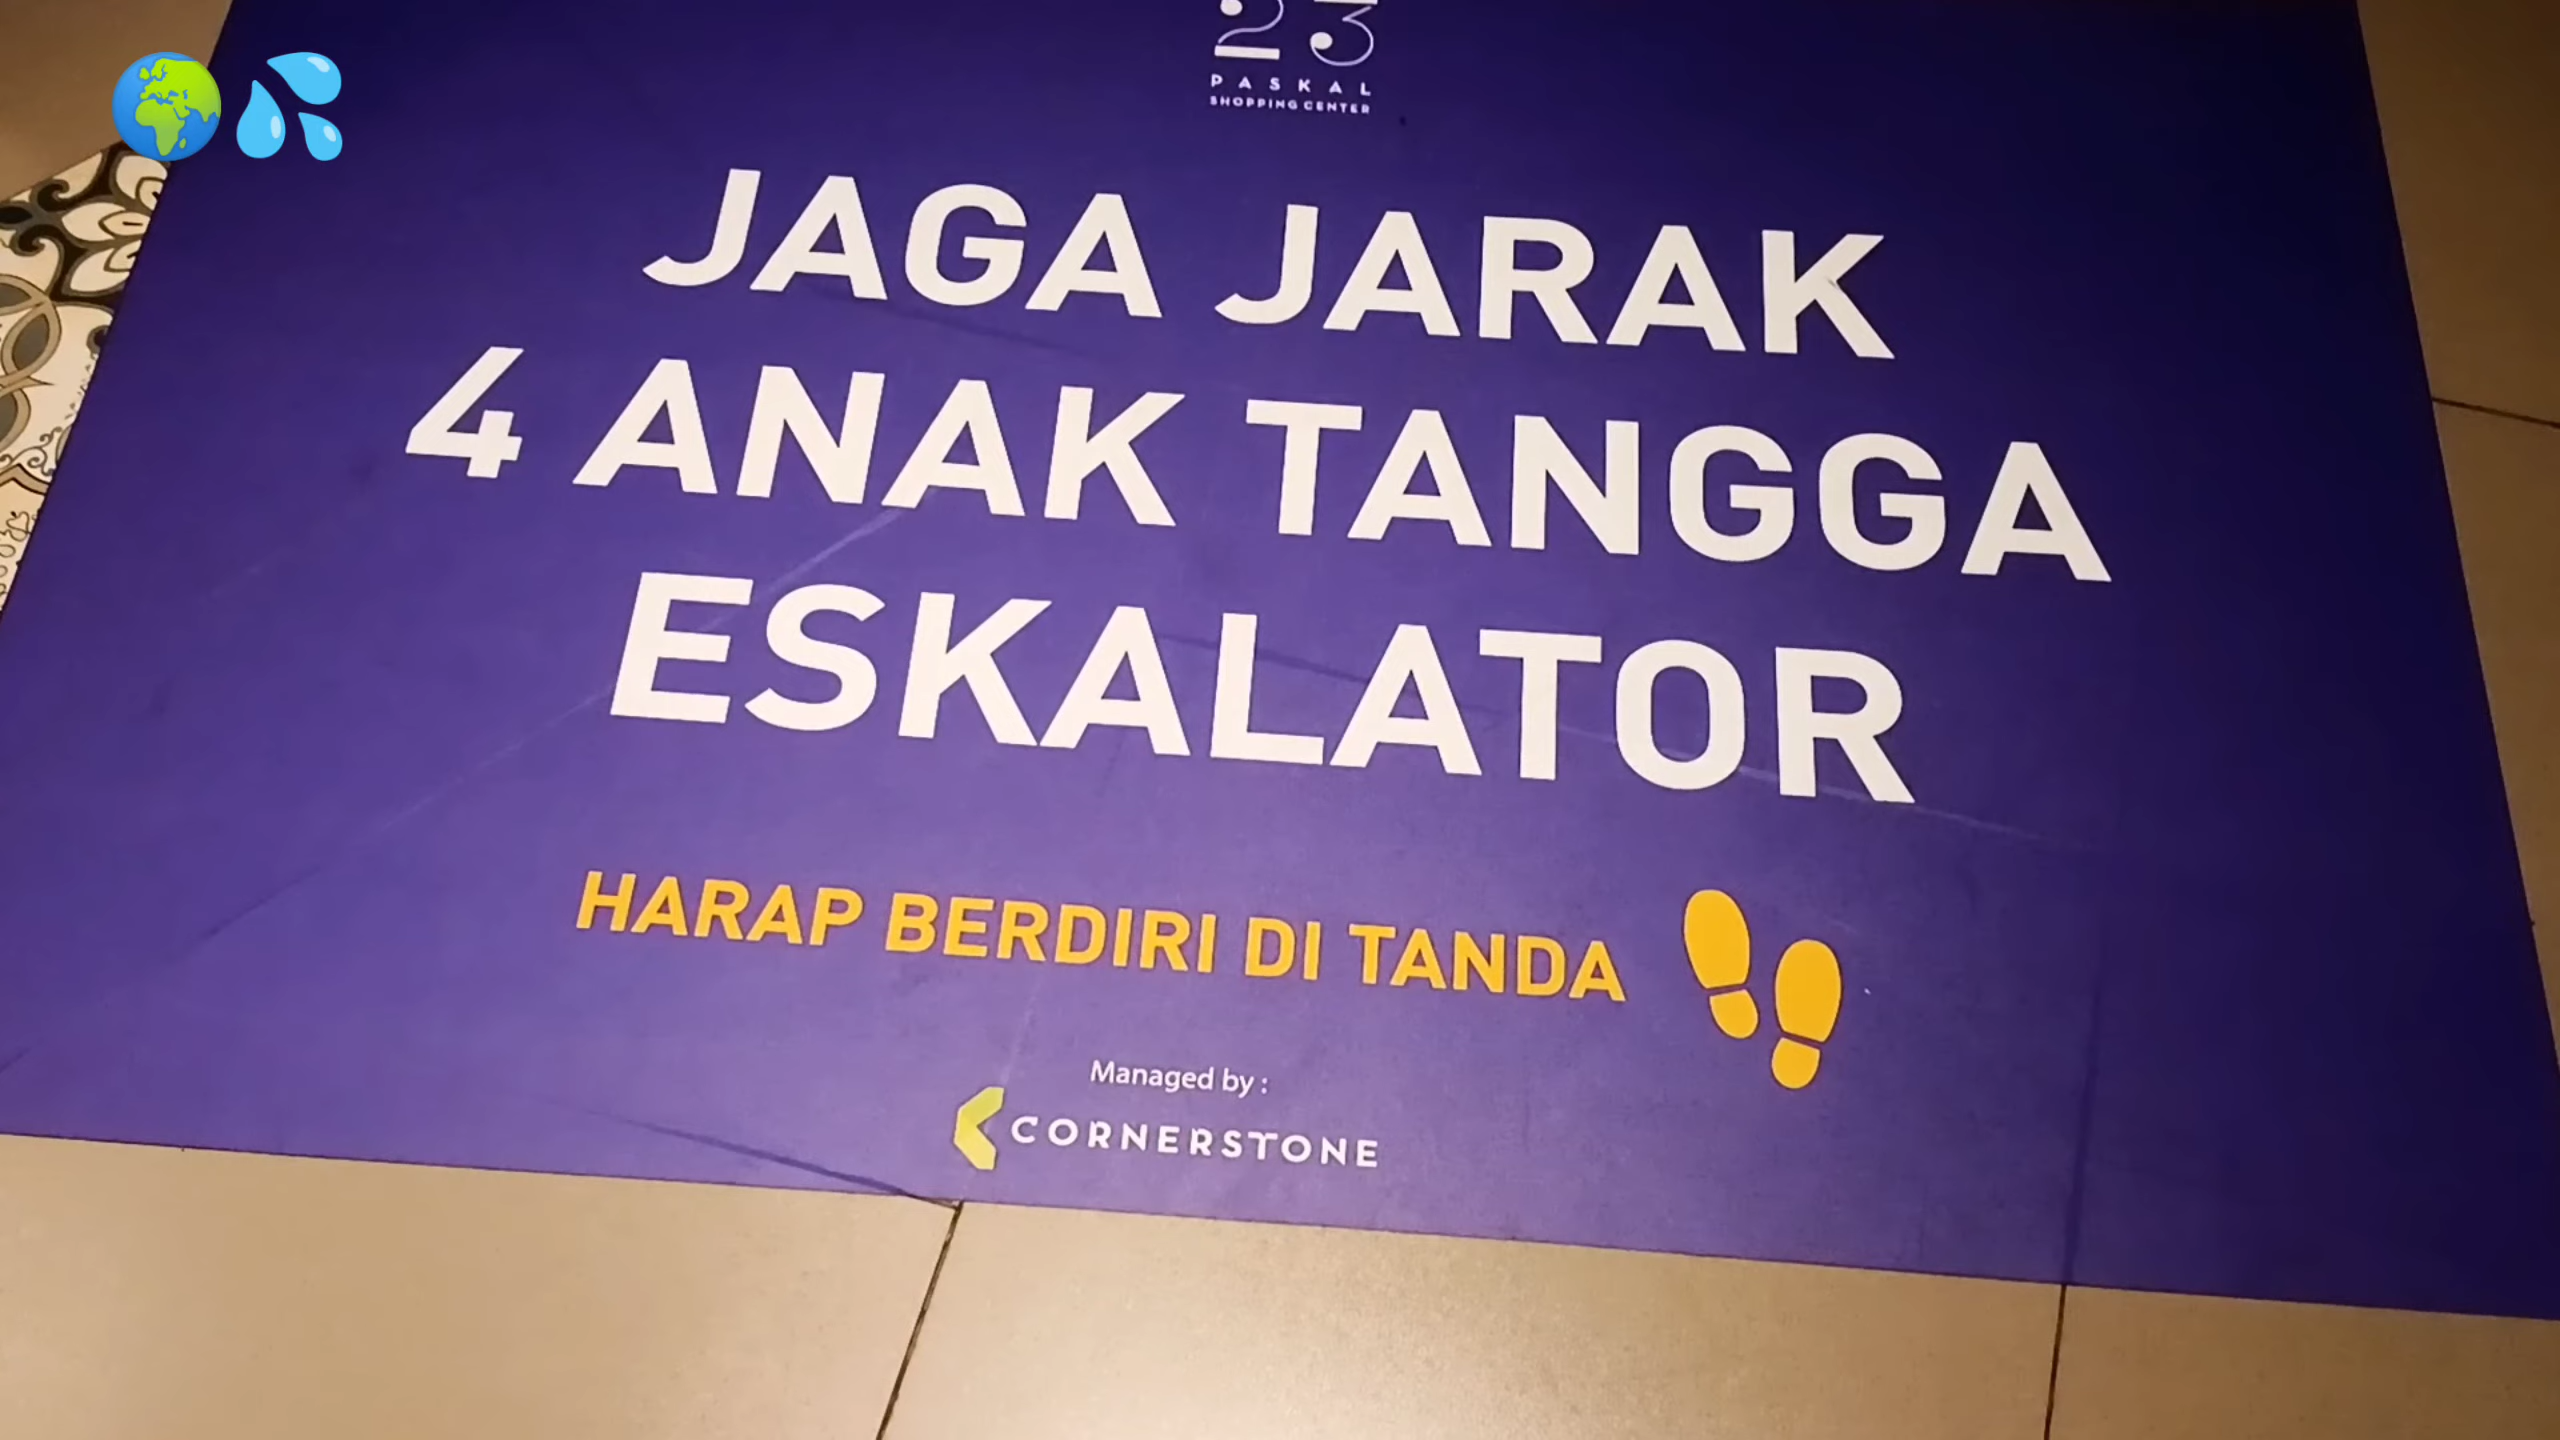 23
PASKAL
SHOPPING CENTER
JAGA JARAK
4 ANAK TANGGA
ESKALATOR
HARAP BERDIRI DI TANDA
Managed by :
CORNERSTONE